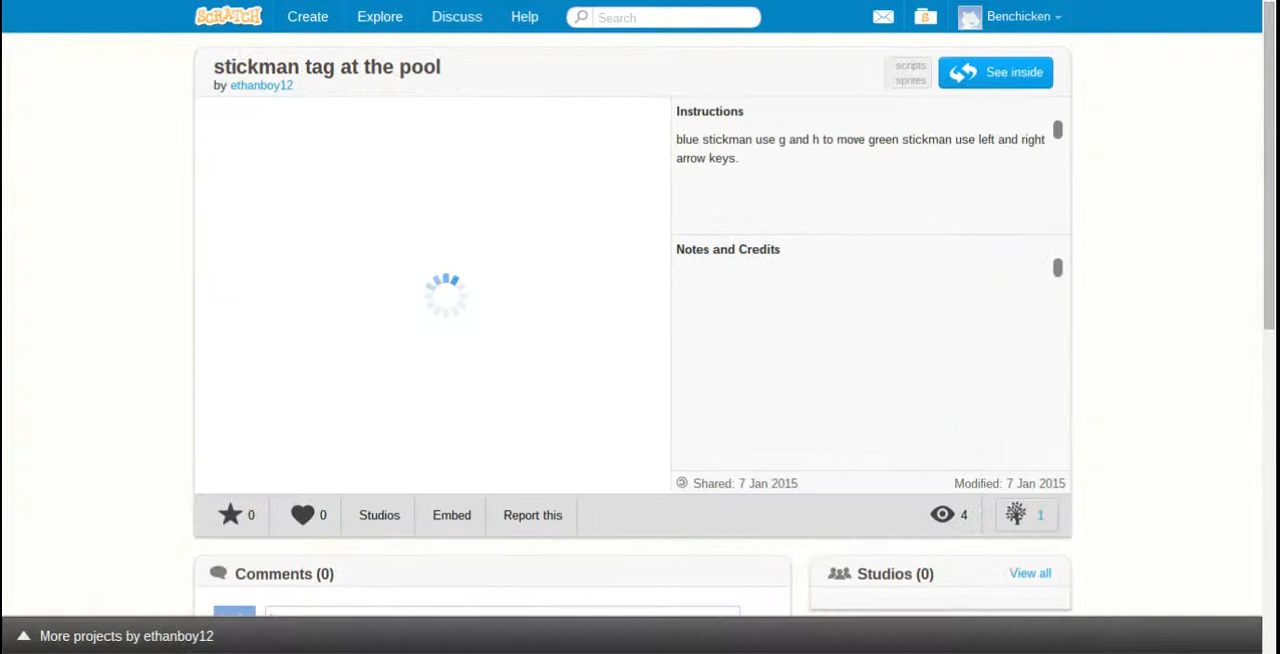 SCRATCH Create Explore Discuss Help Search Benchicken
stickman tag at the pool
by ethanboy12
scripts
sprites
See inside
Instructions
blue stickman use g and h to move green stickman use left and right
arrow keys.
Notes and Credits
Shared: 7 Jan 2015 Modified: 7 Jan 2015
0 0 Studios Embed Report this 4 1
Comments (0)
Studios (0) View all
More projects by ethanboy12